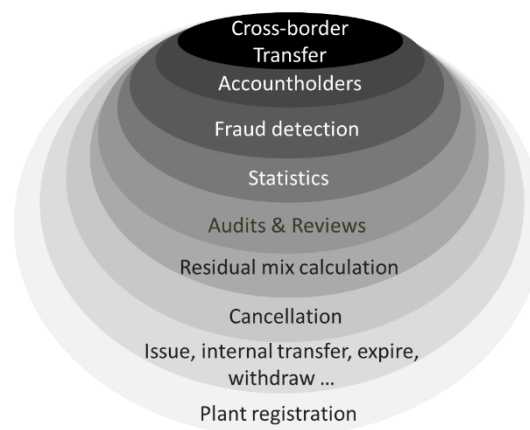 Cross-border
Transfer
Accountholders
Fraud detection
Statistics
Audits & Reviews
Residual mix calculation
Cancellation
Issue, internal transfer, expire,
withdraw ...
Plant registration